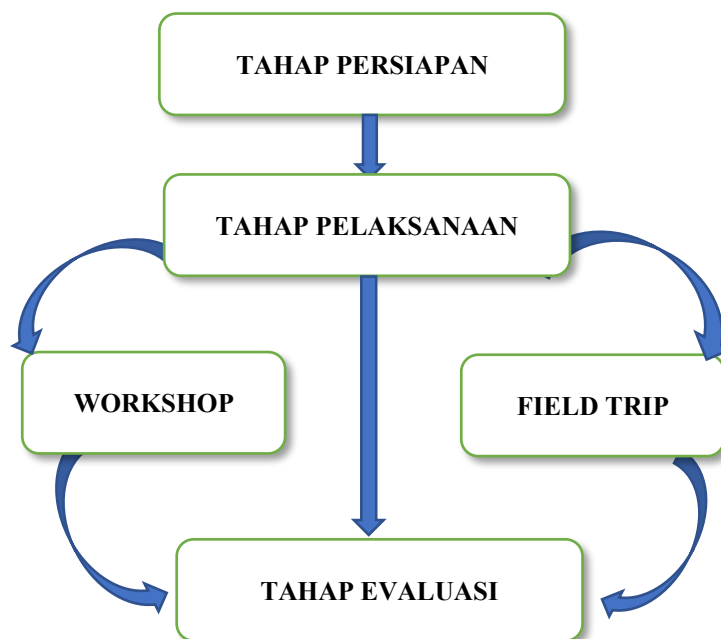 TAHAP PERSIAPAN
TAHAP PELAKSANAAN
WORKSHOP
FIELD TRIP
TAHAP EVALUASI